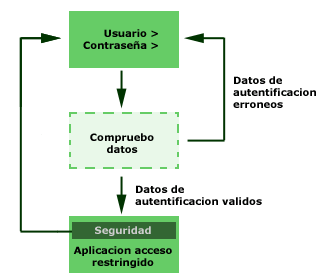 Usuario >
Contraseña >
Datos de
autentificacion
erroneos
Compruebo
datos
Datos de
autentificacion validos
Seguridad
Aplicacion acceso
restringido